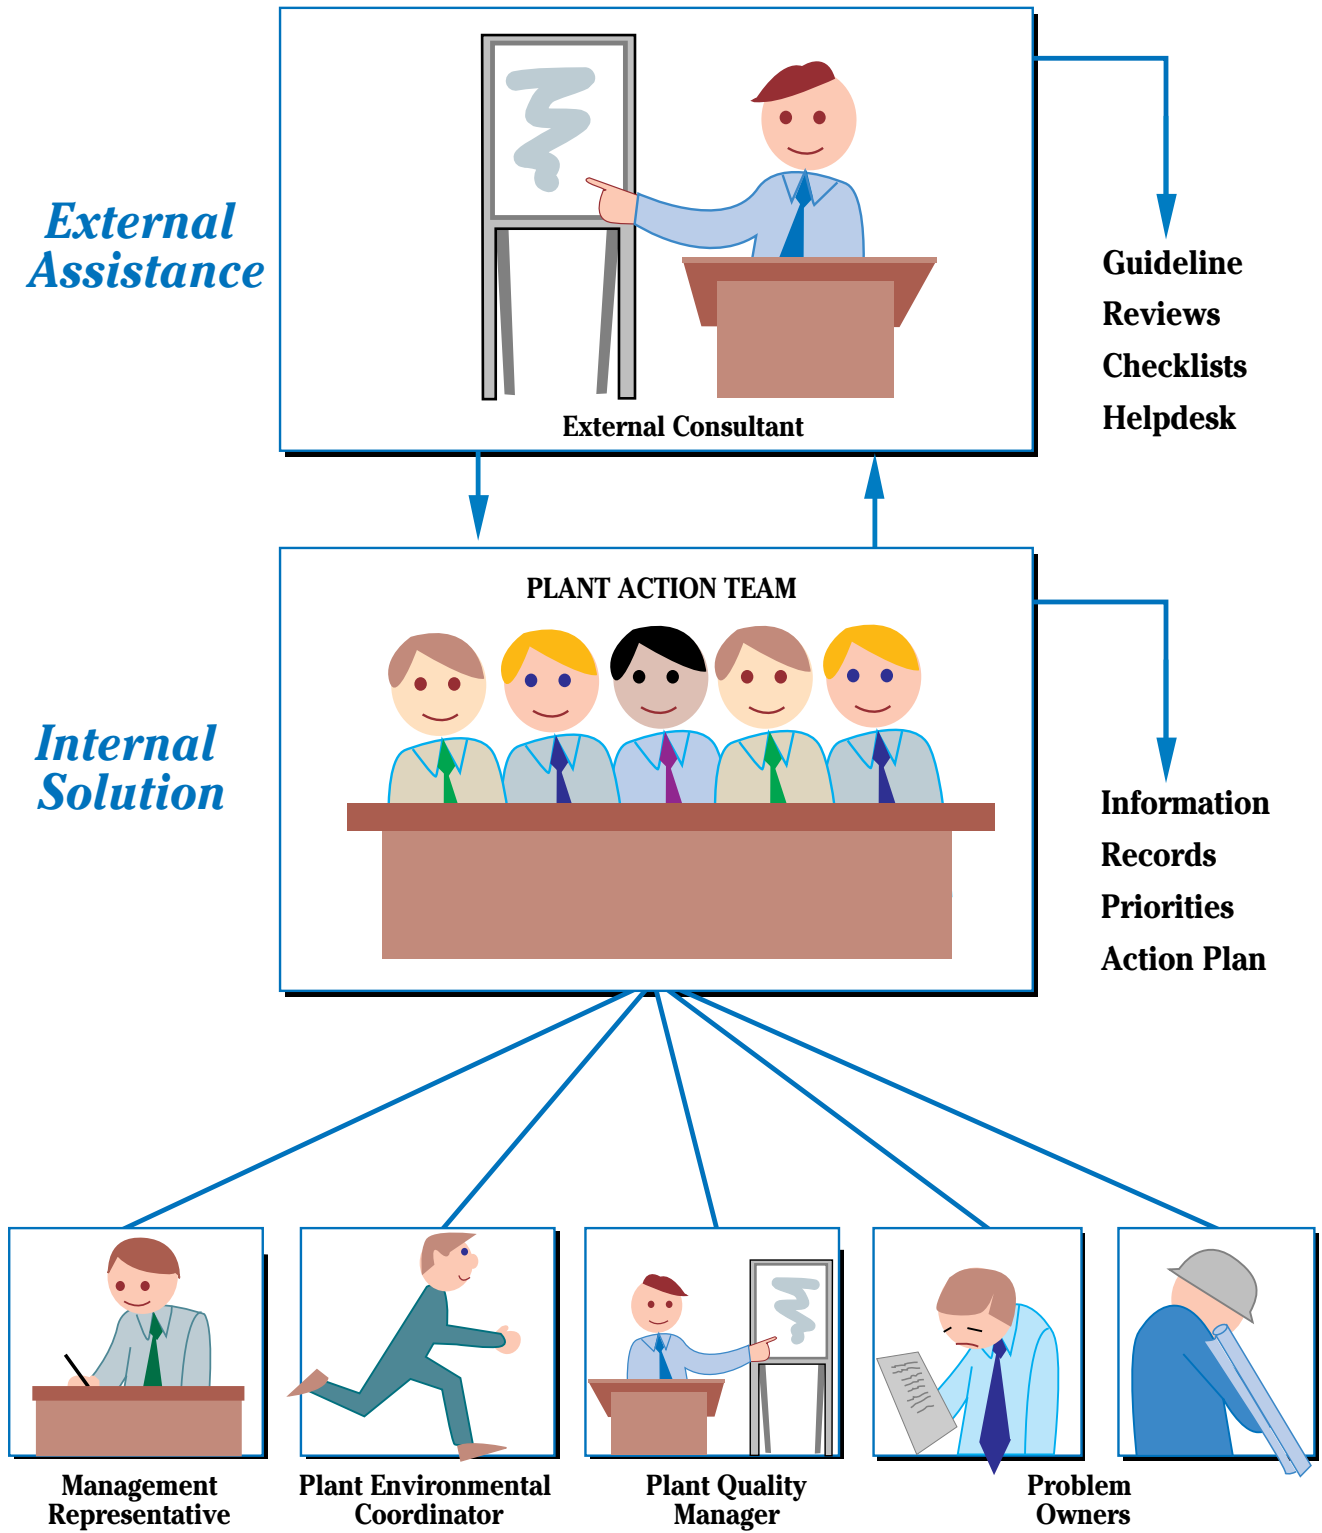 External
Assistance
External Consultant
Guideline
Reviews
Checklists
Helpdesk
PLANT ACTION TEAM
Internal
Solution
Information
Records
Priorities
Action Plan
Management
Representative
Plant Environmental
Coordinator
Plant Quality
Manager
Problem
Owners